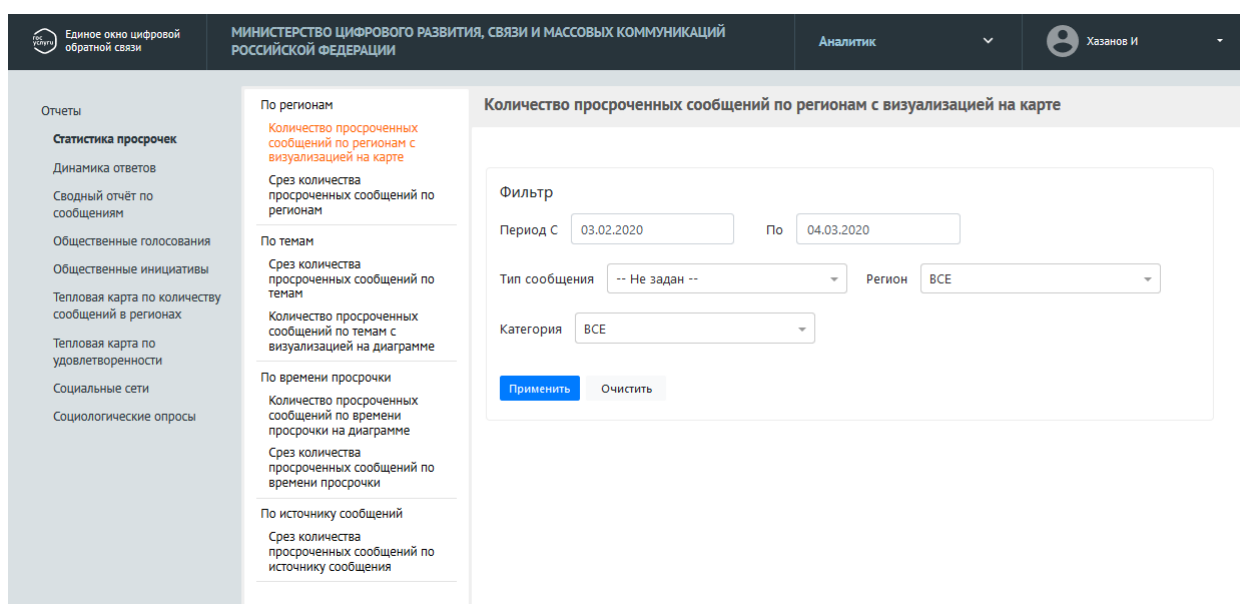 гос
услуги
Единое окно цифровой
обратной связи
МИНИСТЕРСТВО ЦИФРОВОГО РАЗВИТИЯ, СВЯЗИ И МАССОВЫХ КОММУНИКАЦИЙ
РОССИЙСКОЙ ФЕДЕРАЦИИ
Аналитик
Хазанов И
Отчеты
Статистика просрочек
Динамика ответов
Сводный отчёт по
сообщениям
Общественные голосования
Общественные инициативы
Тепловая карта по количеству
сообщений в регионах
Тепловая карта по
удовлетворенности
Социальные сети
Социологические опросы
По регионам
Количество просроченных
сообщений по регионам с
визуализацией на карте
Срез количества
просроченных сообщений по
регионам
По темам
Срез количества
просроченных сообщений по
темам
Количество просроченных
сообщений по темам с
визуализацией на диаграмме
По времени просрочки
Количество просроченных
сообщений по времени
просрочки на диаграмме
Срез количества
просроченных сообщений по
времени просрочки
По источнику сообщений
Срез количества
просроченных сообщений по
источнику сообщения
Количество просроченных сообщений по регионам с визуализацией на карте
Фильтр
Период С 03.02.2020 По 04.03.2020
Тип сообщения -- Не задан -- Регион ВСЕ
Категория ВСЕ
Применить Очистить